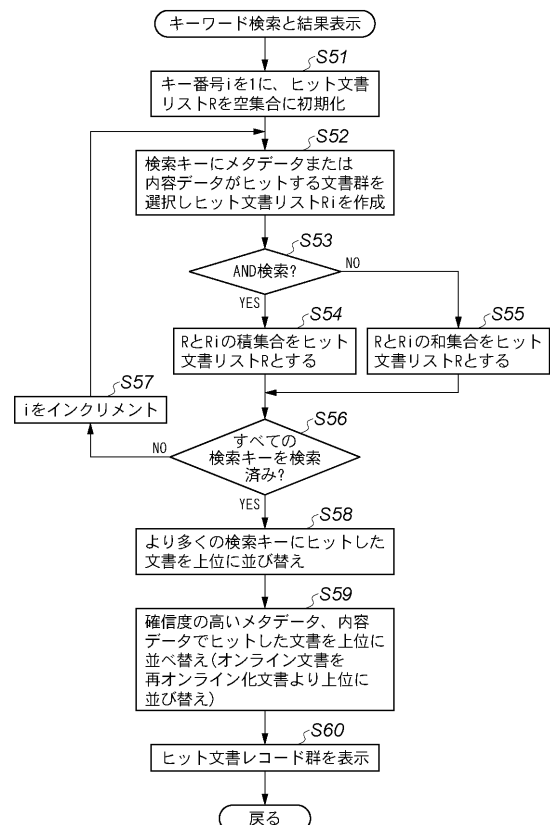 キーワード検索と結果表示
S51
キー番号iを1に、ヒット文書
リストRを空集合に初期化
S52
検索キーにメタデータまたは
内容データがヒットする文書群を
選択しヒット文書リストRiを作成
S53
AND検索?
NO
YES
S54
RとRiの積集合をヒット
文書リストRとする
S55
RとRiの和集合をヒット
文書リストRとする
S57
iをインクリメント
S56
すべての
検索キーを検索
済み?
NO
YES
S58
より多くの検索キーにヒットした
文書を上位に並び替え
S59
確信度の高いメタデータ、内容
データでヒットした文書を上位に
並べ替え(オンライン文書を
再オンライン化文書より上位に
並び替え)
S60
ヒット文書レコード群を表示
戻る